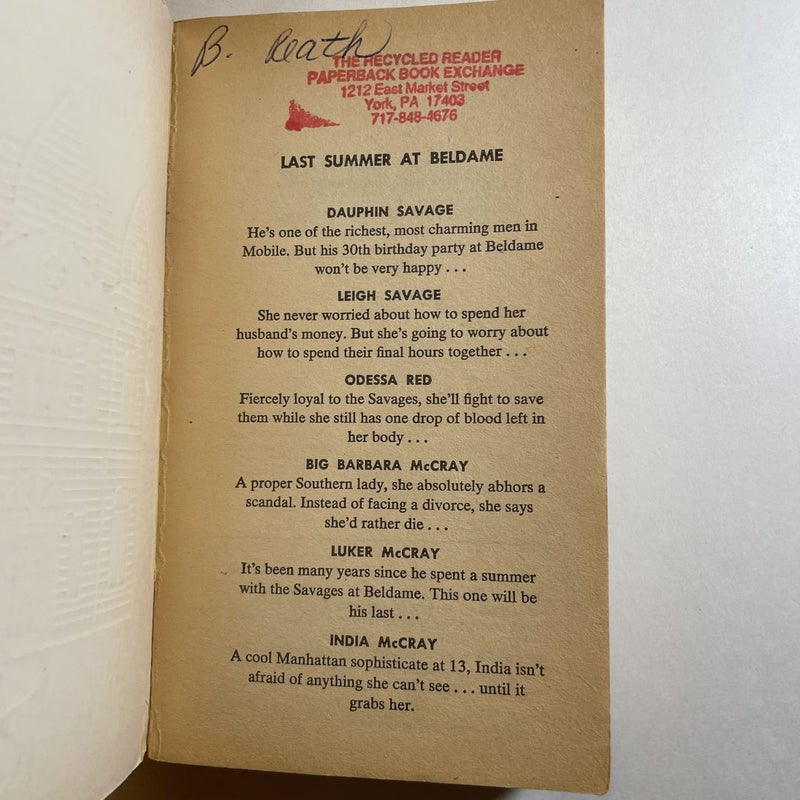 B. Reath
THE RECYCLED READER
PAPERBACK BOOK EXCHANGE
1212 East Market Street
York, PA 17403
717-848-4676
LAST SUMMER AT BELDAME
DAUPHIN SAVAGE
He's one of the richest, most charming men in
Mobile. But his 30th birthday party at Beldame
won't be very happy . . .
LEIGH SAVAGE
She never worried about how to spend her
husband's money. But she's going to worry about
how to spend their final hours together . . .
ODESSA RED
Fiercely loyal to the Savages, she'll fight to save
them while she still has one drop of blood left in
her body . . .
BIG BARBARA McCRAY
A proper Southern lady, she absolutely abhors a
scandal. Instead of facing a divorce, she says
she'd rather die . . .
LUKER McCRAY
It's been many years since he spent a summer
with the Savages at Beldame. This one will be
his last . . .
INDIA McCRAY
A cool Manhattan sophisticate at 13, India isn't
afraid of anything she can't see . . . until it
grabs her.